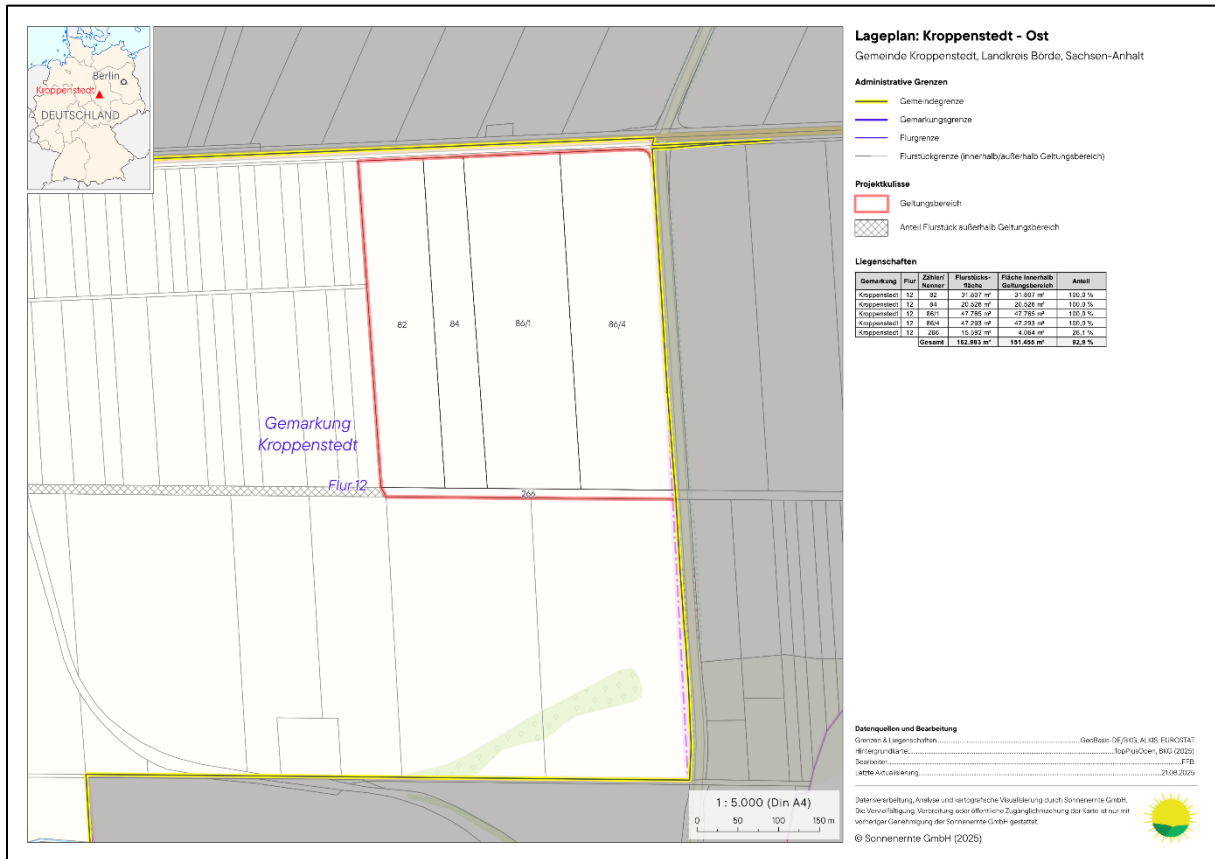 Berlin
Kroppenstedt
DEUTSCHLAND
82
84
86/1
86/4
Gemarkung
Kroppenstedt
Flur 12
266
1 : 5.000 (Din A4)
0 50 100 150 m
Lageplan: Kroppenstedt - Ost
Gemeinde Kroppenstedt, Landkreis Börde, Sachsen-Anhalt
Administrative Grenzen
Gemeindegrenze
Gemarkungsgrenze
Flurgrenze
Flurstückgrenze (innerhalb/außerhalb Geltungsbereich)
Projektkulisse
Geltungsbereich
Anteil Flurstück außerhalb Geltungsbereich
Liegenschaften
Gemarkung Flur Zähler/Nenner Flurstücks-fläche Fläche innerhalb Geltungsbereich Anteil
Kroppenstedt 12 82 31.807 m² 31.807 m² 100,0 %
Kroppenstedt 12 84 20.526 m² 20.526 m² 100,0 %
Kroppenstedt 12 86/1 47.765 m² 47.765 m² 100,0 %
Kroppenstedt 12 86/4 47.293 m² 47.293 m² 100,0 %
Kroppenstedt 12 266 15.592 m² 4.064 m² 26,1 %
Gesamt 162.983 m² 151.455 m² 92,9 %
Datenquellen und Bearbeitung
Grenzen & Liegenschaften GeoBasis-DE/BKG, ALKIS, EUROSTAT
Hintergrundkarte TopPlusOpen, BKG (2025)
Bearbeiter FFB
Letzte Aktualisierung 21.08.2025
Datenverarbeitung, Analyse und kartografische Visualisierung durch Sonnenernte GmbH.
Die Vervielfältigung, Verbreitung oder öffentliche Zugänglichmachung der Karte ist nur mit
vorheriger Genehmigung der Sonnenernte GmbH gestattet.
© Sonnenernte GmbH (2025)